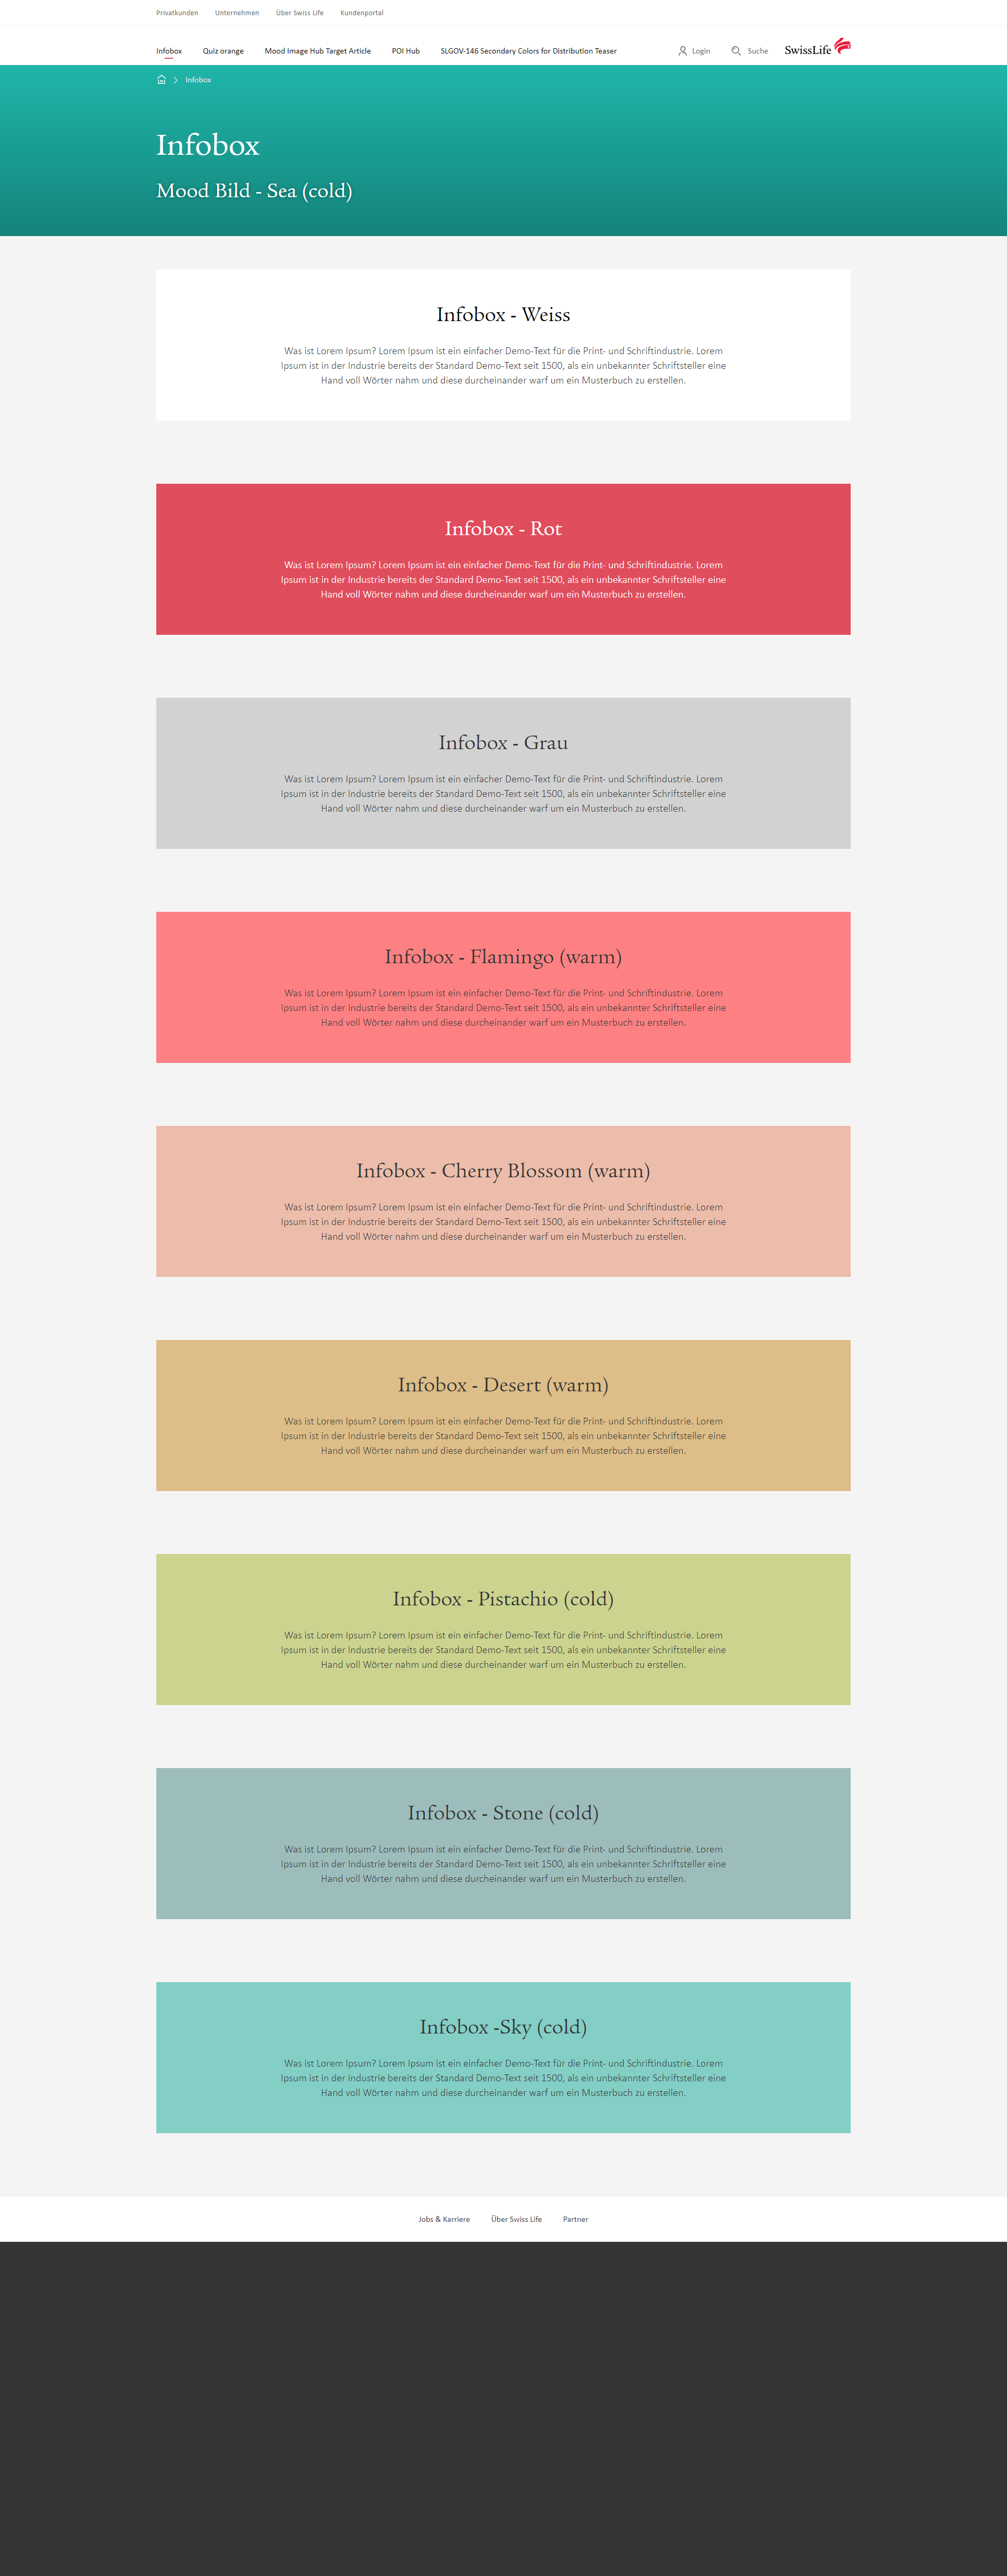 Privatkunden Unternehmen Über Swiss Life Kundenportal
Infobox Quiz orange Mood Image Hub Target Article POI Hub SLGOV-146 Secondary Colors for Distribution Teaser Login Suche SwissLife
Infobox
Infobox
Mood Bild - Sea (cold)
Infobox - Weiss
Was ist Lorem Ipsum? Lorem Ipsum ist ein einfacher Demo-Text für die Print- und Schriftindustrie. Lorem
Ipsum ist in der Industrie bereits der Standard Demo-Text seit 1500, als ein unbekannter Schriftsteller eine
Hand voll Wörter nahm und diese durcheinander warf um ein Musterbuch zu erstellen.
Infobox - Rot
Was ist Lorem Ipsum? Lorem Ipsum ist ein einfacher Demo-Text für die Print- und Schriftindustrie. Lorem
Ipsum ist in der Industrie bereits der Standard Demo-Text seit 1500, als ein unbekannter Schriftsteller eine
Hand voll Wörter nahm und diese durcheinander warf um ein Musterbuch zu erstellen.
Infobox - Grau
Was ist Lorem Ipsum? Lorem Ipsum ist ein einfacher Demo-Text für die Print- und Schriftindustrie. Lorem
Ipsum ist in der Industrie bereits der Standard Demo-Text seit 1500, als ein unbekannter Schriftsteller eine
Hand voll Wörter nahm und diese durcheinander warf um ein Musterbuch zu erstellen.
Infobox - Flamingo (warm)
Was ist Lorem Ipsum? Lorem Ipsum ist ein einfacher Demo-Text für die Print- und Schriftindustrie. Lorem
Ipsum ist in der Industrie bereits der Standard Demo-Text seit 1500, als ein unbekannter Schriftsteller eine
Hand voll Wörter nahm und diese durcheinander warf um ein Musterbuch zu erstellen.
Infobox - Cherry Blossom (warm)
Was ist Lorem Ipsum? Lorem Ipsum ist ein einfacher Demo-Text für die Print- und Schriftindustrie. Lorem
Ipsum ist in der Industrie bereits der Standard Demo-Text seit 1500, als ein unbekannter Schriftsteller eine
Hand voll Wörter nahm und diese durcheinander warf um ein Musterbuch zu erstellen.
Infobox - Desert (warm)
Was ist Lorem Ipsum? Lorem Ipsum ist ein einfacher Demo-Text für die Print- und Schriftindustrie. Lorem
Ipsum ist in der Industrie bereits der Standard Demo-Text seit 1500, als ein unbekannter Schriftsteller eine
Hand voll Wörter nahm und diese durcheinander warf um ein Musterbuch zu erstellen.
Infobox - Pistachio (cold)
Was ist Lorem Ipsum? Lorem Ipsum ist ein einfacher Demo-Text für die Print- und Schriftindustrie. Lorem
Ipsum ist in der Industrie bereits der Standard Demo-Text seit 1500, als ein unbekannter Schriftsteller eine
Hand voll Wörter nahm und diese durcheinander warf um ein Musterbuch zu erstellen.
Infobox - Stone (cold)
Was ist Lorem Ipsum? Lorem Ipsum ist ein einfacher Demo-Text für die Print- und Schriftindustrie. Lorem
Ipsum ist in der Industrie bereits der Standard Demo-Text seit 1500, als ein unbekannter Schriftsteller eine
Hand voll Wörter nahm und diese durcheinander warf um ein Musterbuch zu erstellen.
Infobox -Sky (cold)
Was ist Lorem Ipsum? Lorem Ipsum ist ein einfacher Demo-Text für die Print- und Schriftindustrie. Lorem
Ipsum ist in der Industrie bereits der Standard Demo-Text seit 1500, als ein unbekannter Schriftsteller eine
Hand voll Wörter nahm und diese durcheinander warf um ein Musterbuch zu erstellen.
Jobs & Karriere Über Swiss Life Partner